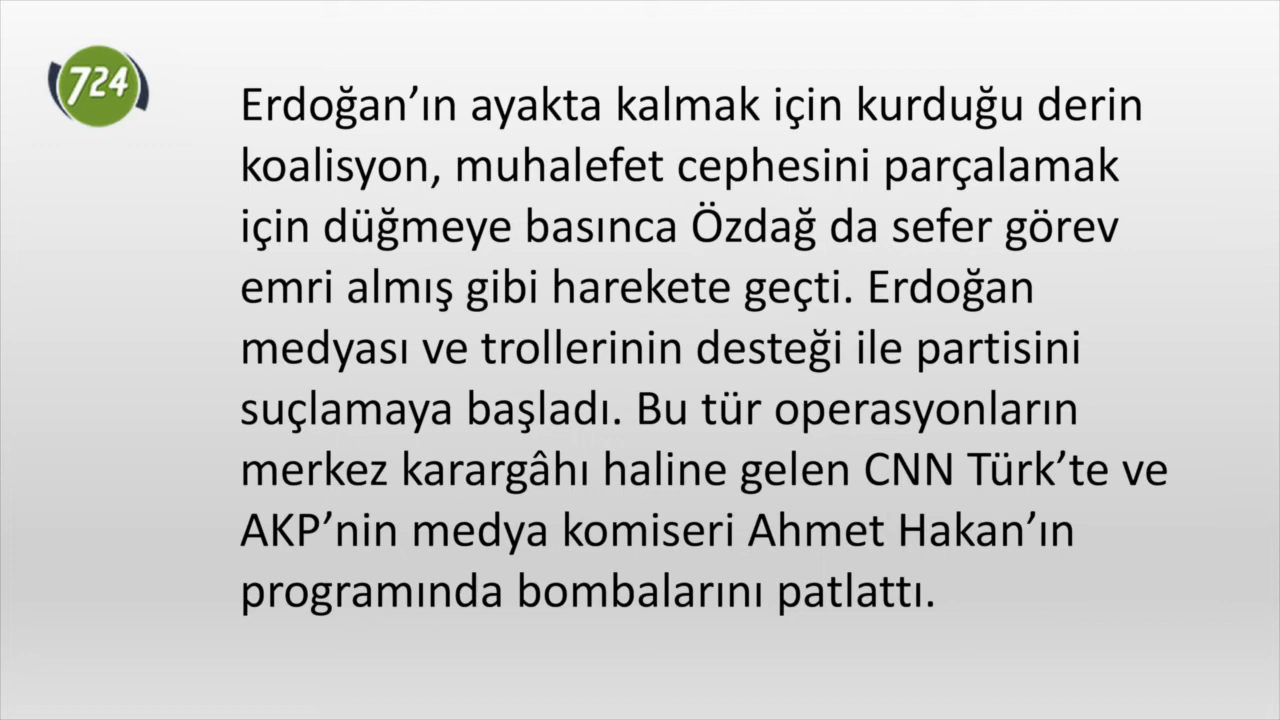 724
Erdoğan’ın ayakta kalmak için kurduğu derin
koalisyon, muhalefet cephesini parçalamak
için düğmeye basınca Özdağ da sefer görev
emri almış gibi harekete geçti. Erdoğan
medyası ve trollerinin desteği ile partisini
suçlamaya başladı. Bu tür operasyonların
merkez karargâhı haline gelen CNN Türk’te ve
AKP’nin medya komiseri Ahmet Hakan’ın
programında bombalarını patlattı.